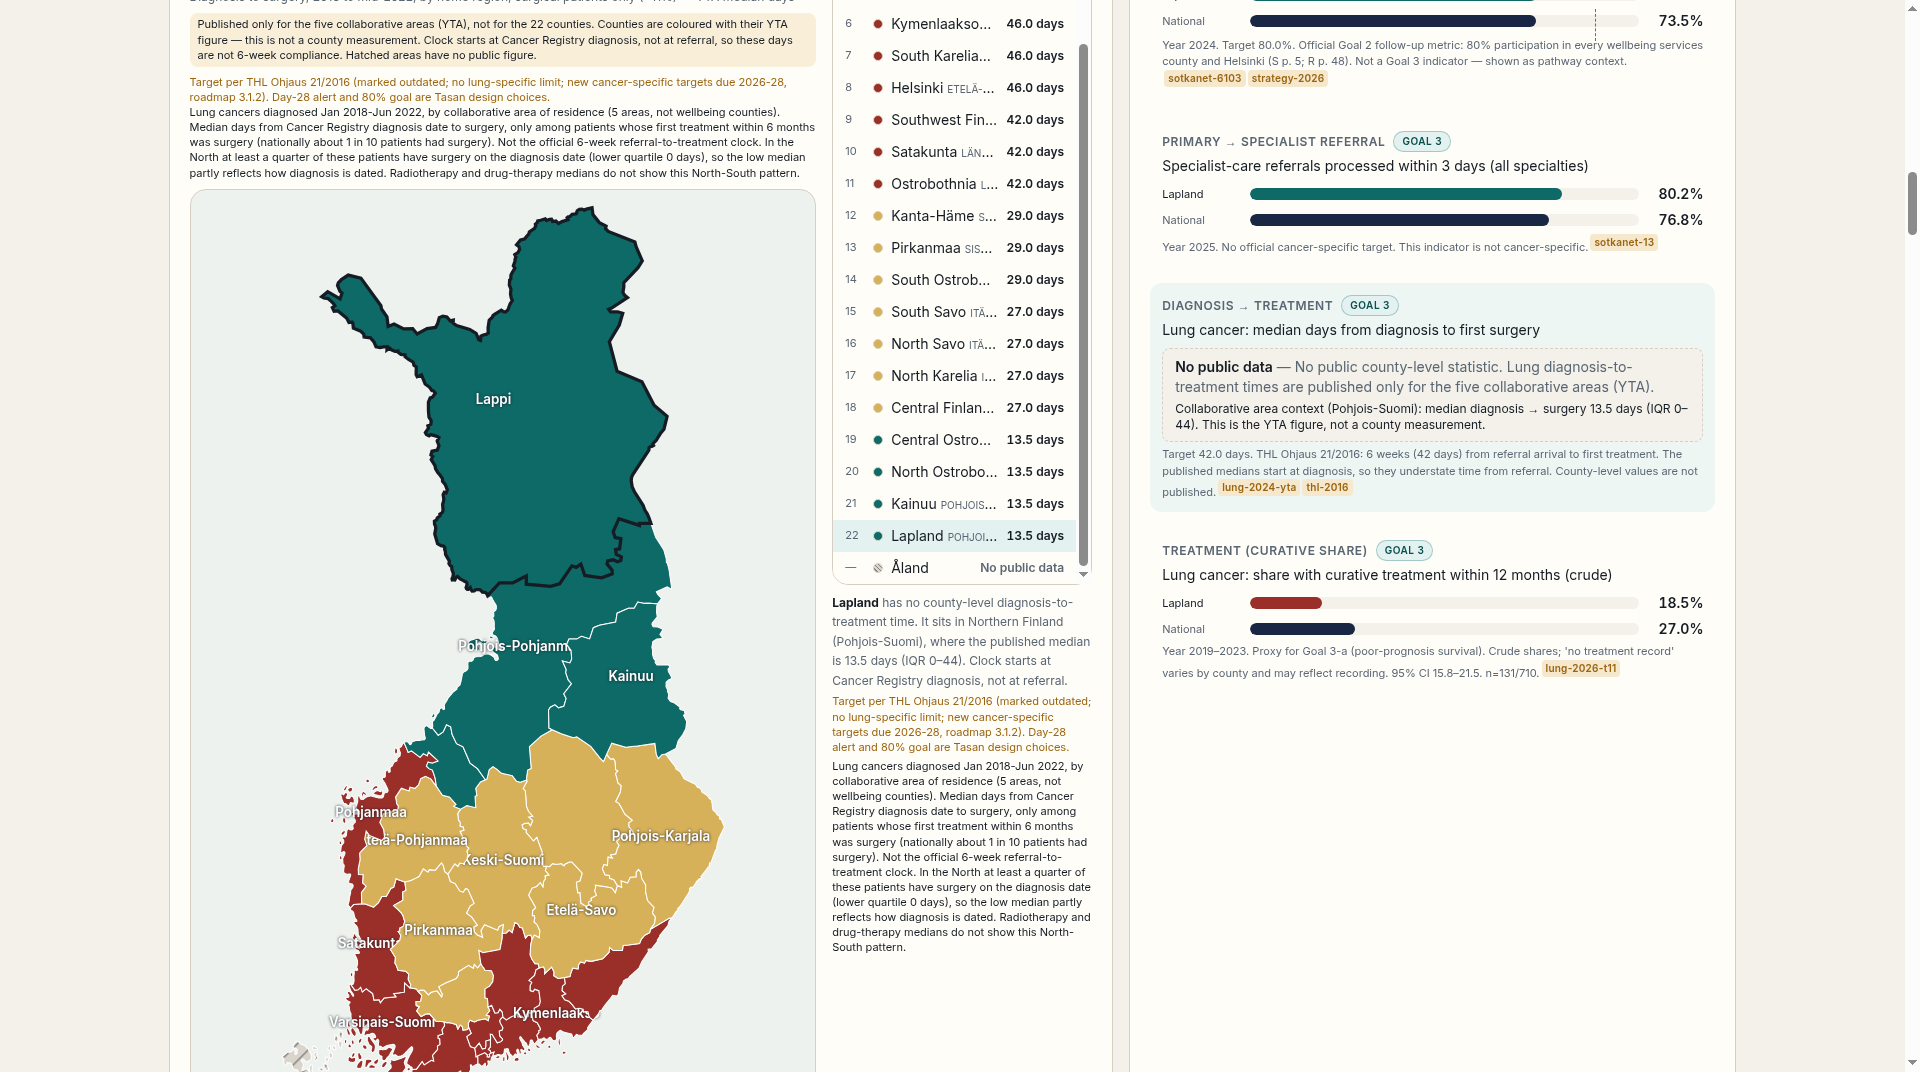 Published only for the five collaborative areas (YTA), not for the 22 counties. Counties are coloured with their YTA
figure — this is not a county measurement. Clock starts at Cancer Registry diagnosis, not at referral, so these days
are not 6-week compliance. Hatched areas have no public figure.
Target per THL Ohjaus 21/2016 (marked outdated; no lung-specific limit; new cancer-specific targets due 2026-28,
roadmap 3.1.2). Day-28 alert and 80% goal are Tasan design choices.
Lung cancers diagnosed Jan 2018-Jun 2022, by collaborative area of residence (5 areas, not wellbeing counties).
Median days from Cancer Registry diagnosis date to surgery, only among patients whose first treatment within 6 months
was surgery (nationally about 1 in 10 patients had surgery). Not the official 6-week referral-to-treatment clock. In the
North at least a quarter of these patients have surgery on the diagnosis date (lower quartile 0 days), so the low median
partly reflects how diagnosis is dated. Radiotherapy and drug-therapy medians do not show this North-South pattern.
Lappi
Pohjois-Pohjanm
Kainuu
Pohjanmaa
telä-Pohjanmaa
Pohjois-Karjala
Keski-Suomi
Etelä-Savo
Pirkanmaa
Satakunt
Kymenlaaks
Varsinais-Suomi
6 Kymenlaakso... 46.0 days
7 South Karelia... 46.0 days
8 Helsinki ETELÄ-... 46.0 days
9 Southwest Fin... 42.0 days
10 Satakunta LÄN... 42.0 days
11 Ostrobothnia L... 42.0 days
12 Kanta-Häme S... 29.0 days
13 Pirkanmaa SIS... 29.0 days
14 South Ostrob... 29.0 days
15 South Savo ITÄ... 27.0 days
16 North Savo ITÄ... 27.0 days
17 North Karelia I... 27.0 days
18 Central Finlan... 27.0 days
19 Central Ostro... 13.5 days
20 North Ostrobo... 13.5 days
21 Kainuu POHJOIS... 13.5 days
22 Lapland POHJOI... 13.5 days
— Åland No public data
Lapland has no county-level diagnosis-to-
treatment time. It sits in Northern Finland
(Pohjois-Suomi), where the published median
is 13.5 days (IQR 0–44). Clock starts at
Cancer Registry diagnosis, not at referral.
Target per THL Ohjaus 21/2016 (marked outdated;
no lung-specific limit; new cancer-specific
targets due 2026-28, roadmap 3.1.2). Day-28
alert and 80% goal are Tasan design choices.
Lung cancers diagnosed Jan 2018-Jun 2022, by
collaborative area of residence (5 areas, not
wellbeing counties). Median days from Cancer
Registry diagnosis date to surgery, only among
patients whose first treatment within 6 months
was surgery (nationally about 1 in 10 patients had
surgery). Not the official 6-week referral-to-
treatment clock. In the North at least a quarter of
these patients have surgery on the diagnosis date
(lower quartile 0 days), so the low median partly
reflects how diagnosis is dated. Radiotherapy and
drug-therapy medians do not show this North-
South pattern.
National 73.5%
Year 2024. Target 80.0%. Official Goal 2 follow-up metric: 80% participation in every wellbeing services
county and Helsinki (S p. 5; R p. 48). Not a Goal 3 indicator — shown as pathway context.
sotkanet-6103 strategy-2026
PRIMARY → SPECIALIST REFERRAL GOAL 3
Specialist-care referrals processed within 3 days (all specialties)
Lapland 80.2%
National 76.8%
Year 2025. No official cancer-specific target. This indicator is not cancer-specific. sotkanet-13
DIAGNOSIS → TREATMENT GOAL 3
Lung cancer: median days from diagnosis to first surgery
No public data — No public county-level statistic. Lung diagnosis-to-
treatment times are published only for the five collaborative areas (YTA).
Collaborative area context (Pohjois-Suomi): median diagnosis → surgery 13.5 days (IQR 0–
44). This is the YTA figure, not a county measurement.
Target 42.0 days. THL Ohjaus 21/2016: 6 weeks (42 days) from referral arrival to first treatment. The
published medians start at diagnosis, so they understate time from referral. County-level values are not
published. lung-2024-yta thl-2016
TREATMENT (CURATIVE SHARE) GOAL 3
Lung cancer: share with curative treatment within 12 months (crude)
Lapland 18.5%
National 27.0%
Year 2019–2023. Proxy for Goal 3-a (poor-prognosis survival). Crude shares; 'no treatment record'
varies by county and may reflect recording. 95% CI 15.8–21.5. n=131/710. lung-2026-t11